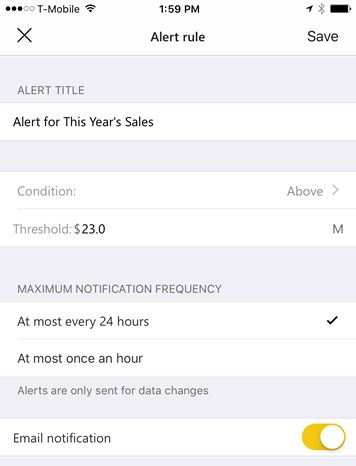 T-Mobile 1:59 PM
Alert rule Save
ALERT TITLE
Alert for This Year's Sales
Condition: Above
Threshold: $23.0 M
MAXIMUM NOTIFICATION FREQUENCY
At most every 24 hours
At most once an hour
Alerts are only sent for data changes
Email notification